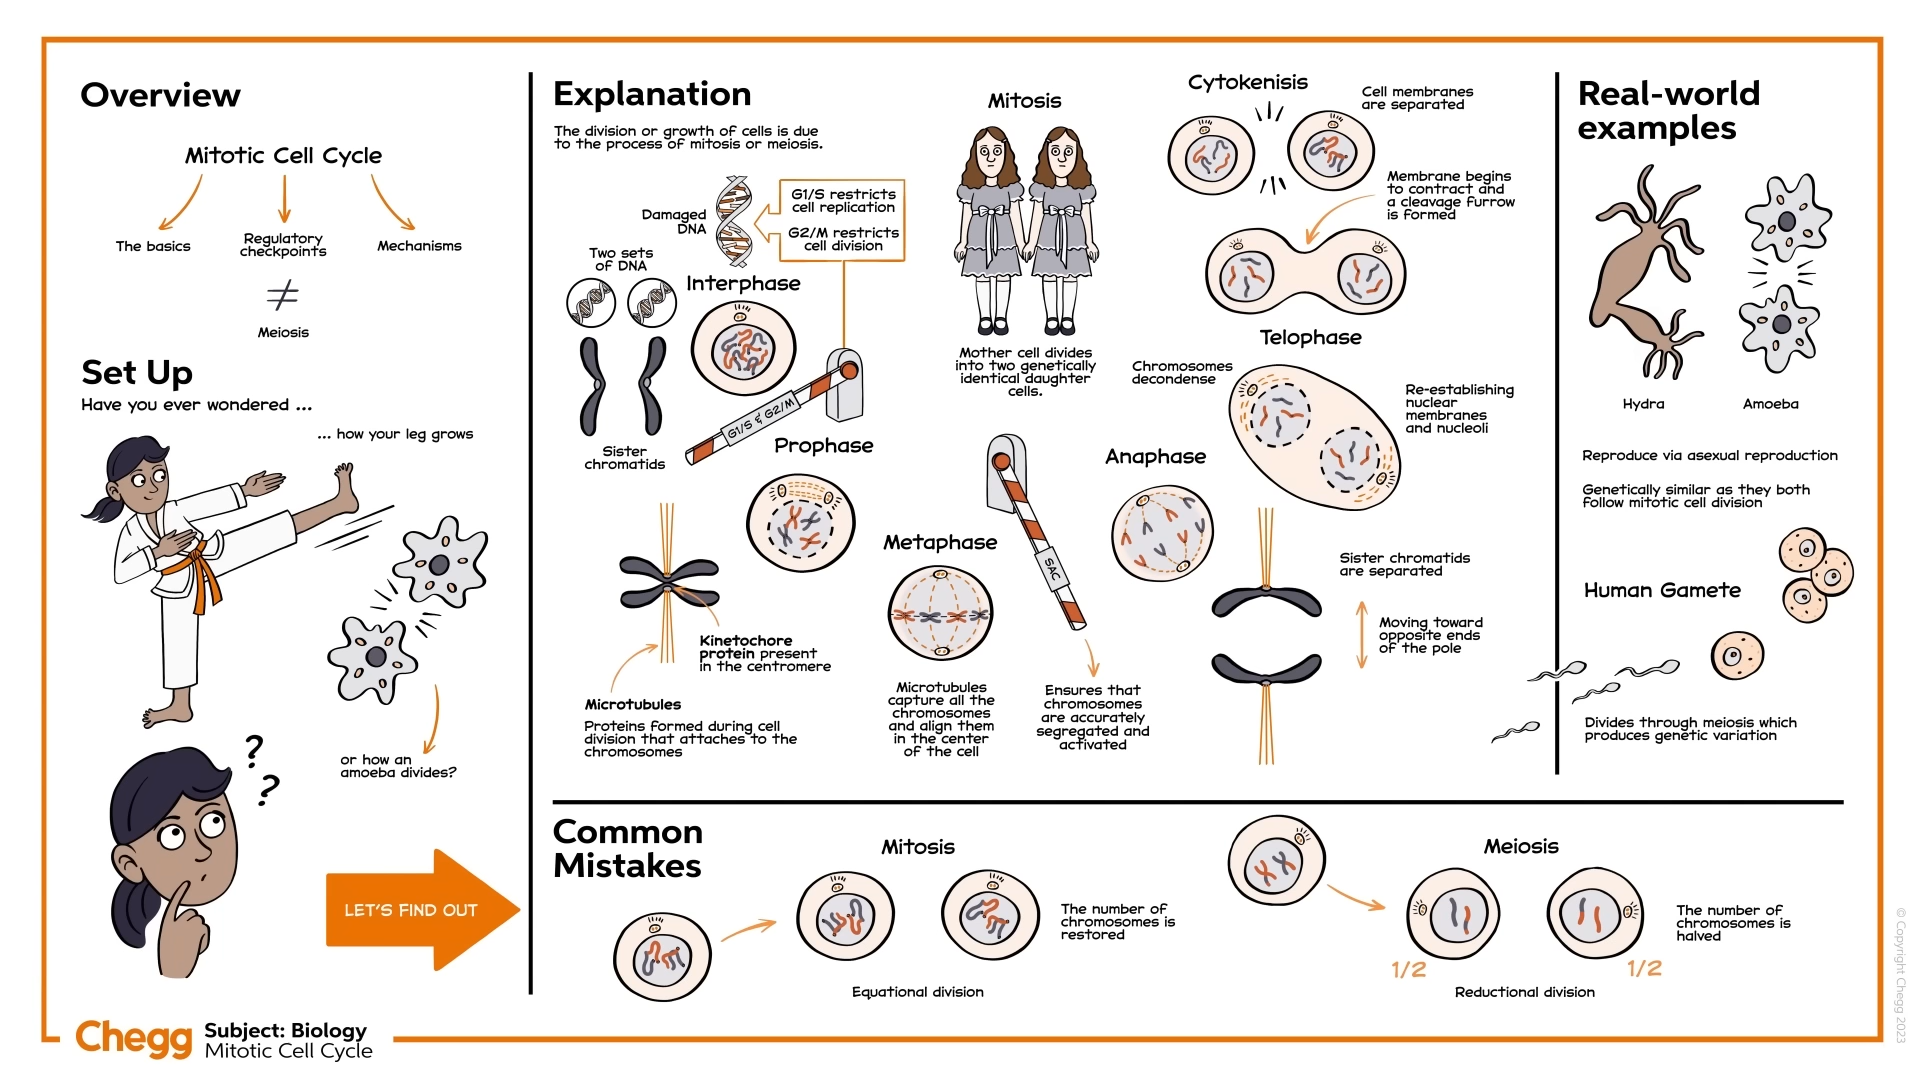 Overview
Mitotic Cell Cycle
The basics
Regulatory
checkpoints
Mechanisms
≠
Meiosis
Set Up
Have you ever wondered ...
... how your leg grows
or how an
amoeba divides?
? ?
LET'S FIND OUT
Explanation
The division or growth of cells is due
to the process of mitosis or meiosis.
Damaged
DNA
G1/S restricts
cell replication
G2/M restricts
cell division
Two sets
of DNA
Interphase
Sister
chromatids
G1/S & G2/M
Prophase
Kinetochore
protein present
in the centromere
Microtubules
Proteins formed during cell
division that attaches to the
chromosomes
Metaphase
Microtubules
capture all the
chromosomes
and align them
in the center
of the cell
Mitosis
Mother cell divides
into two genetically
identical daughter
cells.
SAC
Ensures that
chromosomes
are accurately
segregated and
activated
Anaphase
Sister chromatids
are separated
Moving toward
opposite ends
of the pole
Telophase
Chromosomes
decondense
Re-establishing
nuclear
membranes
and nucleoli
Cytokenisis
Cell membranes
are separated
Membrane begins
to contract and
a cleavage furrow
is formed
Real-world
examples
Hydra
Amoeba
Reproduce via asexual reproduction
Genetically similar as they both
follow mitotic cell division
Human Gamete
Divides through meiosis which
produces genetic variation
Common
Mistakes
Mitosis
The number of
chromosomes is
restored
Equational division
Meiosis
1/2
1/2
The number of
chromosomes is
halved
Reductional division
Chegg
Subject: Biology
Mitotic Cell Cycle
© Copyright Chegg 2023